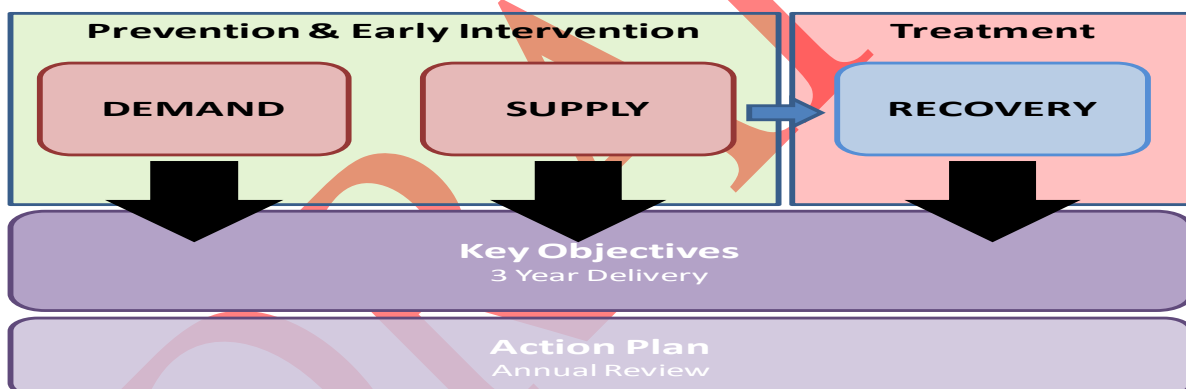 Prevention & Early Intervention
Treatment
DEMAND
SUPPLY
RECOVERY
Key Objectives
3 Year Delivery
Action Plan
Annual Review